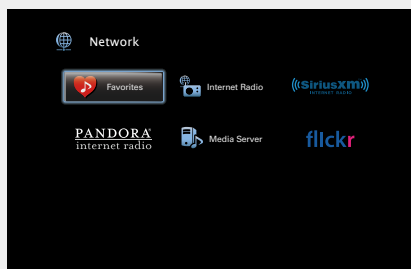 Network
Favorites
Internet Radio
((SiriusXM))
INTERNET RADIO
PANDORA®
internet radio
Media Server
flickr